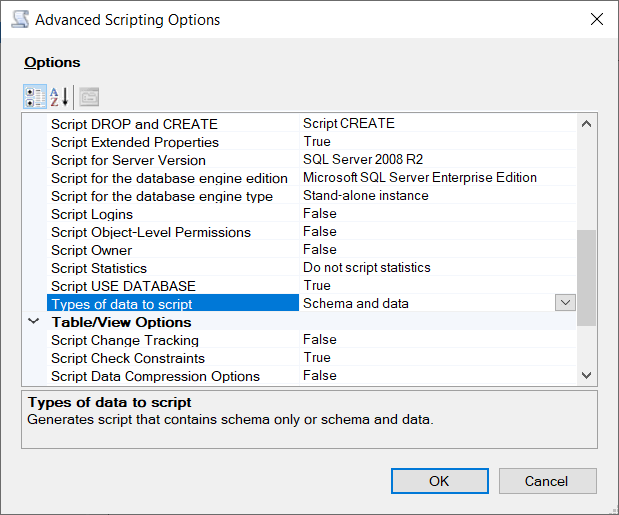 Advanced Scripting Options
Options
Script DROP and CREATE Script CREATE
Script Extended Properties True
Script for Server Version SQL Server 2008 R2
Script for the database engine edition Microsoft SQL Server Enterprise Edition
Script for the database engine type Stand-alone instance
Script Logins False
Script Object-Level Permissions False
Script Owner False
Script Statistics Do not script statistics
Script USE DATABASE True
Types of data to script Schema and data
Table/View Options
Script Change Tracking False
Script Check Constraints True
Script Data Compression Options False
Types of data to script
Generates script that contains schema only or schema and data.
OK Cancel